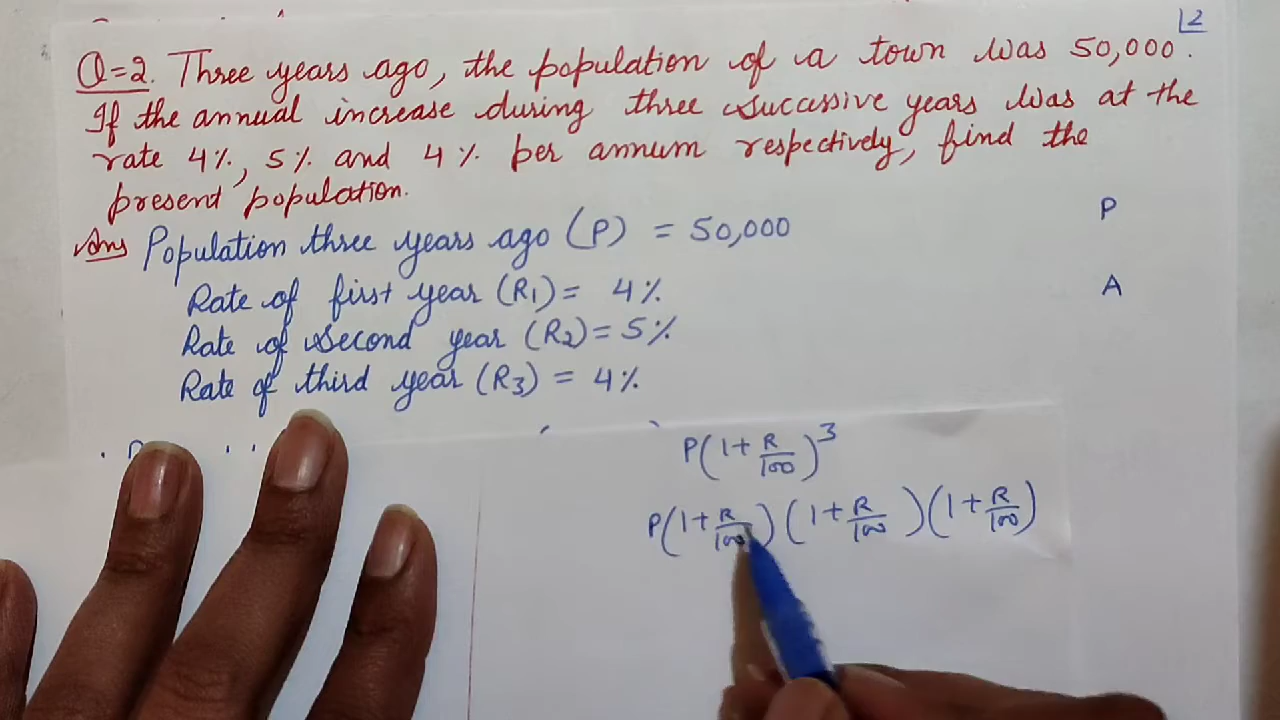 2
Q=2. Three years ago, the population of a town was 50,000.
If the annual increase during three successive years was at the
rate 4%, 5% and 4% per annum respectively, find the
present population.
Ans Population three years ago (P) = 50,000
P
Rate of first year (R1) = 4%
A
Rate of second year (R2) = 5%
Rate of third year (R3) = 4%
P(1+R/100)^3
P(1+R/100)(1+R/100)(1+R/100)